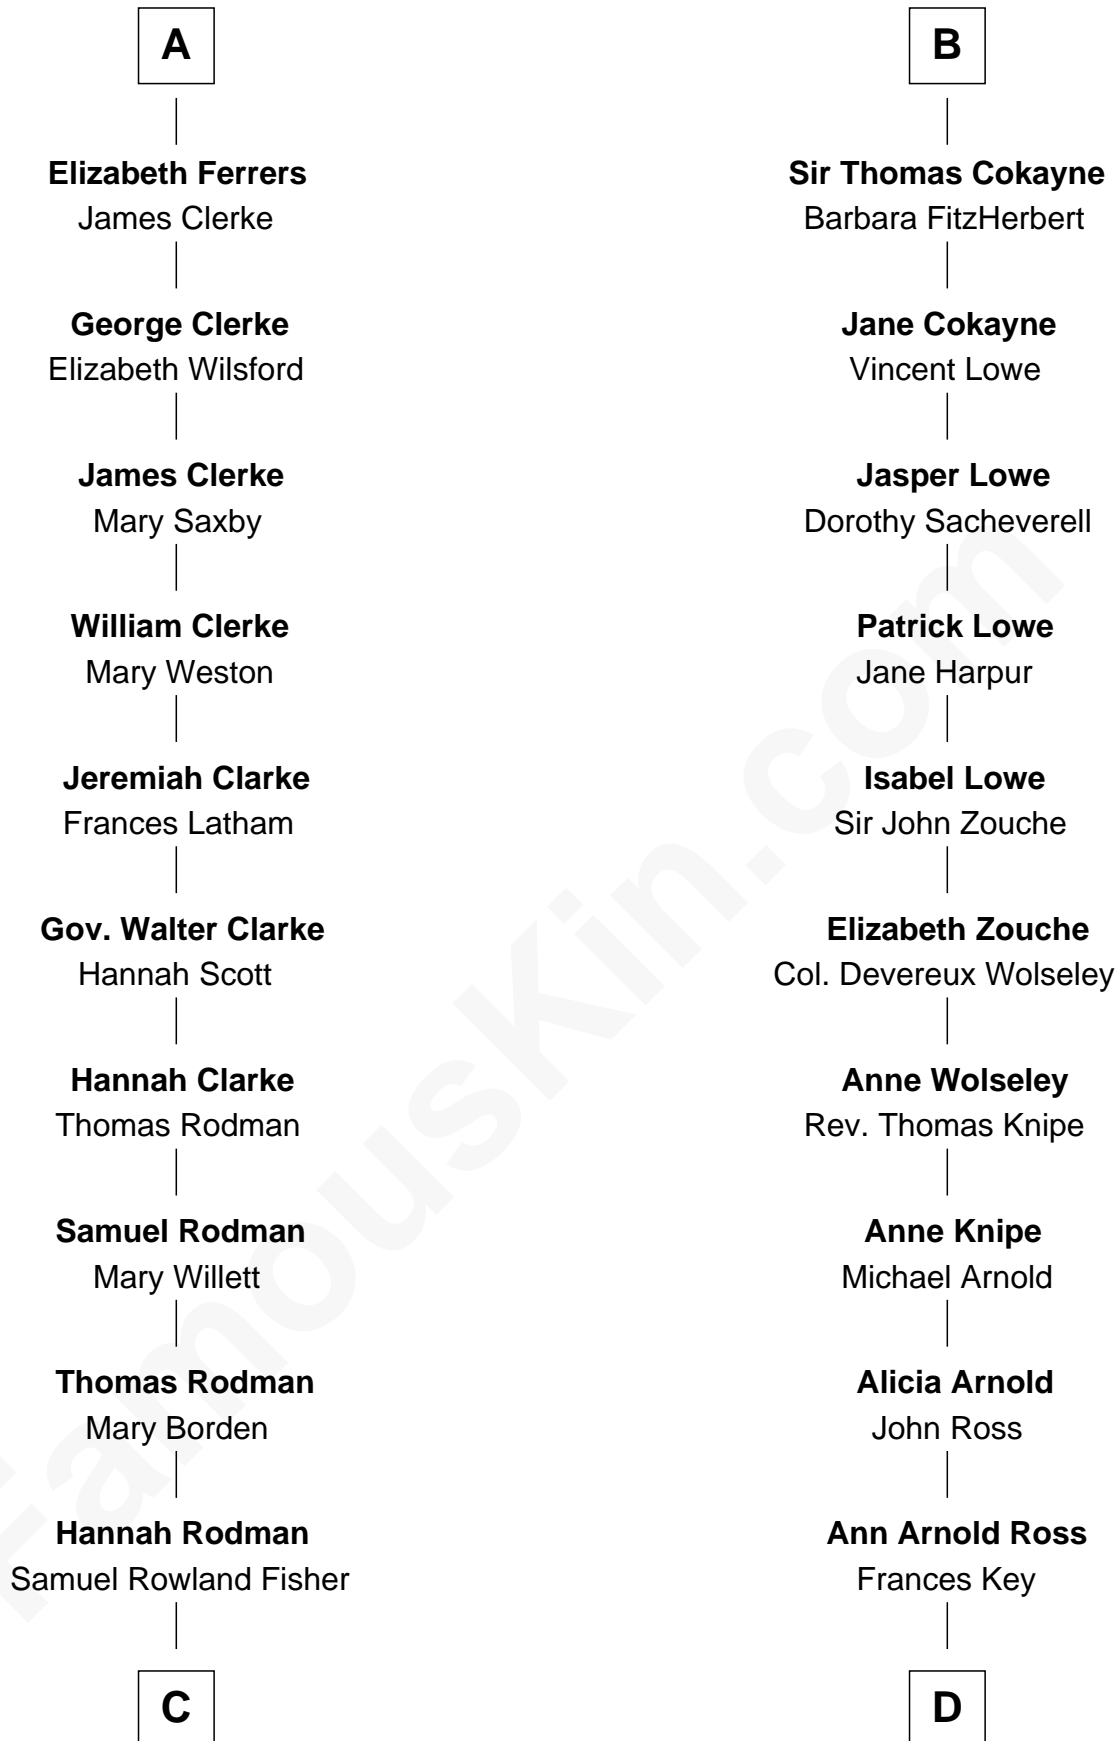 A
Elizabeth Ferrers
James Clerke
George Clerke
Elizabeth Wilsford
James Clerke
Mary Saxby
William Clerke
Mary Weston
Jeremiah Clarke
Frances Latham
Gov. Walter Clarke
Hannah Scott
Hannah Clarke
Thomas Rodman
Samuel Rodman
Mary Willett
Thomas Rodman
Mary Borden
Hannah Rodman
Samuel Rowland Fisher
C
B
Sir Thomas Cokayne
Barbara FitzHerbert
Jane Cokayne
Vincent Lowe
Jasper Lowe
Dorothy Sacheverell
Patrick Lowe
Jane Harpur
Isabel Lowe
Sir John Zouche
Elizabeth Zouche
Col. Devereux Wolseley
Anne Wolseley
Rev. Thomas Knipe
Anne Knipe
Michael Arnold
Alicia Arnold
John Ross
Ann Arnold Ross
Frances Key
D
FamousKin.com